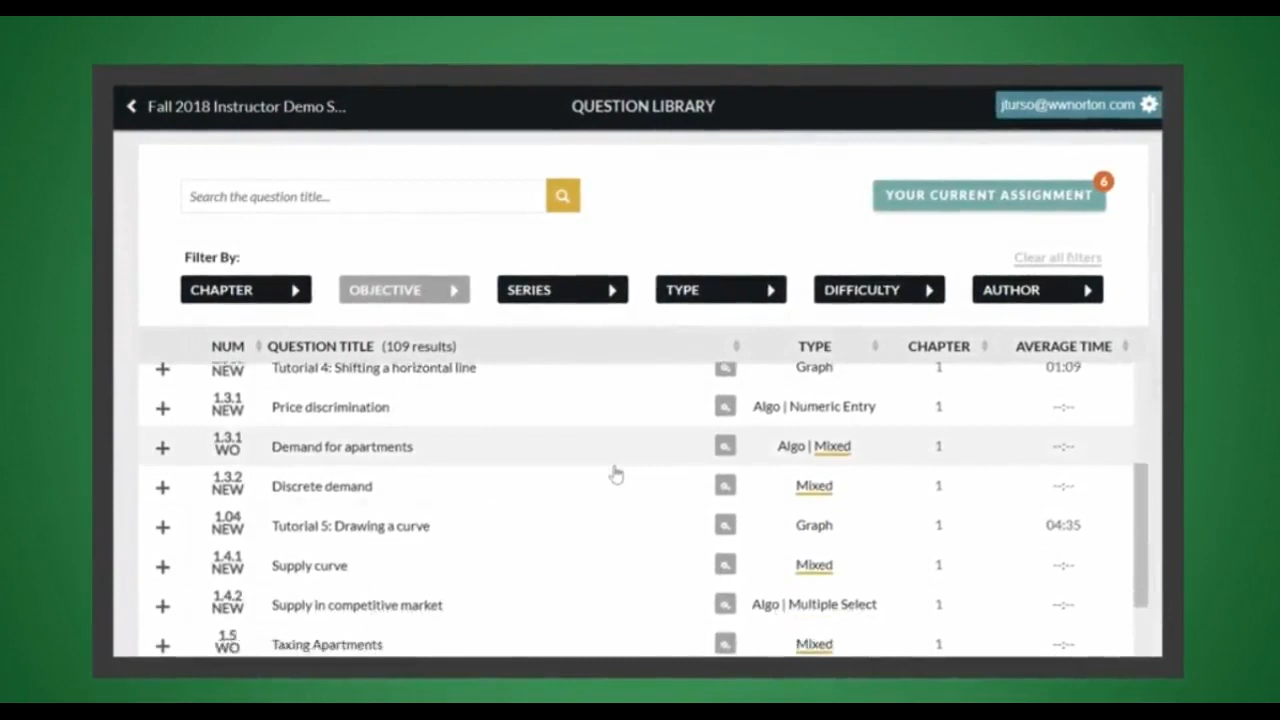 Fall 2018 Instructor Demo S...
QUESTION LIBRARY
jturso@wwnorton.com
Search the question title...
YOUR CURRENT ASSIGNMENT
6
Filter By:
Clear all filters
CHAPTER
OBJECTIVE
SERIES
TYPE
DIFFICULTY
AUTHOR
NUM QUESTION TITLE (109 results) TYPE CHAPTER AVERAGE TIME
NEW Tutorial 4: Shifting a horizontal line Graph 1 01:09
+ 1.3.1 NEW Price discrimination Algo | Numeric Entry 1 --:--
+ 1.3.1 WO Demand for apartments Algo | Mixed 1 --:--
+ 1.3.2 NEW Discrete demand Mixed 1 --:--
+ 1.04 NEW Tutorial 5: Drawing a curve Graph 1 04:35
+ 1.4.1 NEW Supply curve Mixed 1 --:--
+ 1.4.2 NEW Supply in competitive market Algo | Multiple Select 1 --:--
+ 1.5 WO Taxing Apartments Mixed 1 --:--